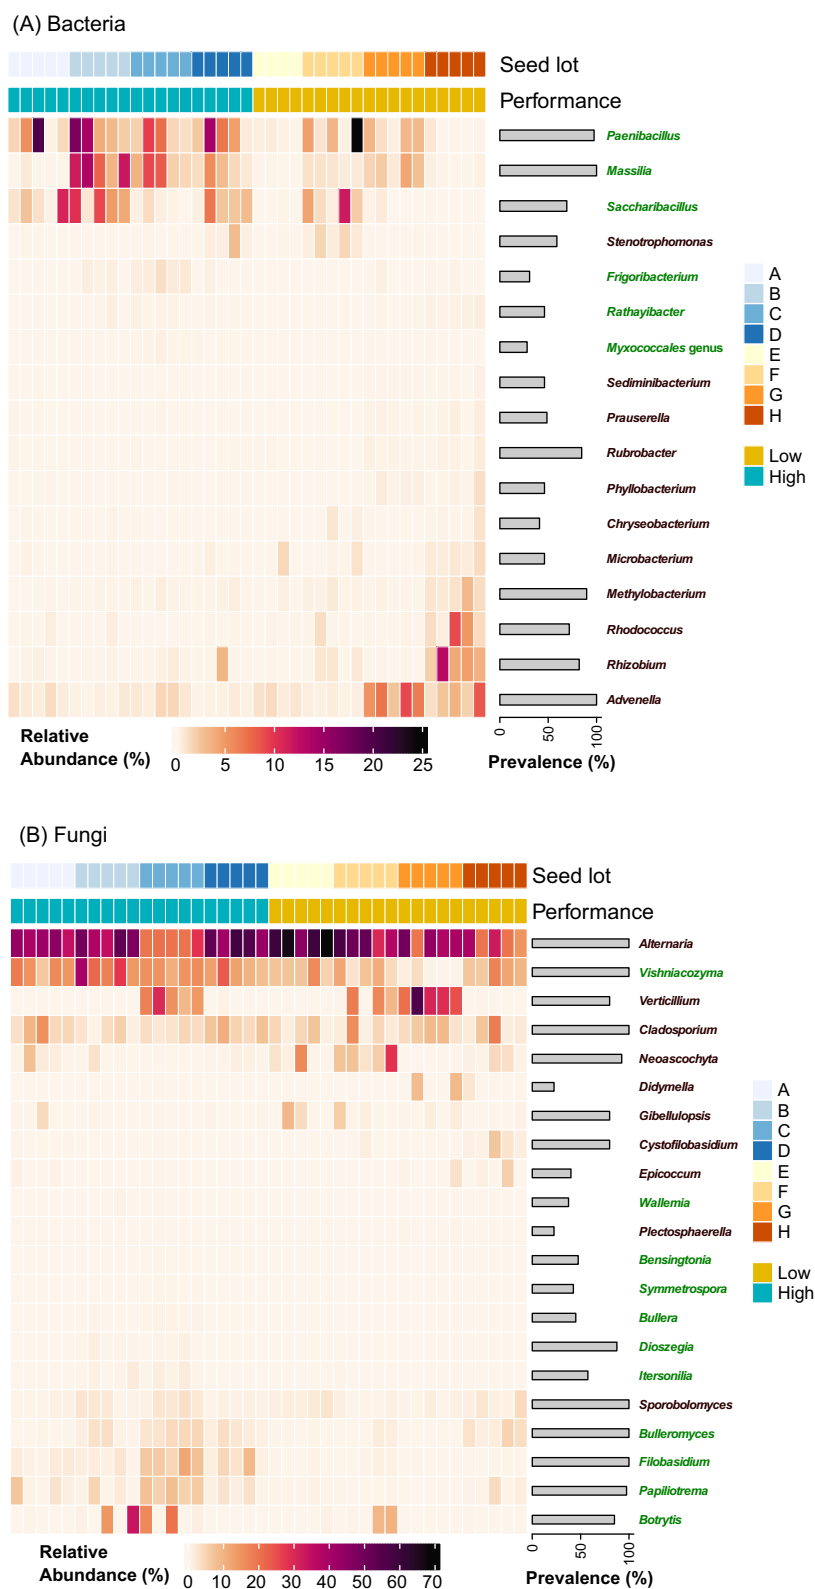 (A) Bacteria
Seed lot
Performance
Paenibacillus
Massilia
Saccharibacillus
Stenotrophomonas
Frigoribacterium
Rathayibacter
Myxococcales genus
Sediminibacterium
Prauserella
Rubrobacter
Phyllobacterium
Chryseobacterium
Microbacterium
Methylobacterium
Rhodococcus
Rhizobium
Advenella
A
B
C
D
E
F
G
H
Low
High
0 50 100
Prevalence (%)
Relative
Abundance (%)
0 5 10 15 20 25
(B) Fungi
Seed lot
Performance
Alternaria
Vishniacozyma
Verticillium
Cladosporium
Neoascochyta
Didymella
Gibellulopsis
Cystofilobasidium
Epicoccum
Wallemia
Plectosphaerella
Bensingtonia
Symmetrospora
Bullera
Dioszegia
Itersonilia
Sporobolomyces
Bulleromyces
Filobasidium
Papiliotrema
Botrytis
A
B
C
D
E
F
G
H
Low
High
0 50 100
Prevalence (%)
Relative
Abundance (%)
0 10 20 30 40 50 60 70